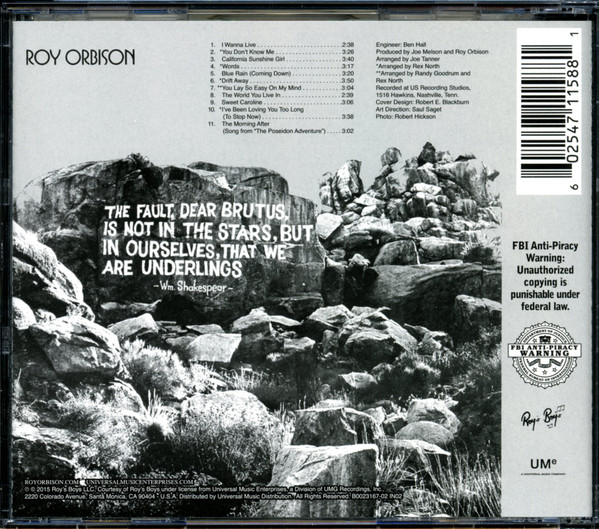 ROY ORBISON
1. I Wanna Live . . . . . . . . . . . . . . . . . . . . . . . 2:38
2. *You Don't Know Me . . . . . . . . . . . . . . . . 3:26
3. California Sunshine Girl . . . . . . . . . . . . . . 3:40
4. *Words . . . . . . . . . . . . . . . . . . . . . . . . . . . . 3:17
5. Blue Rain (Coming Down) . . . . . . . . . . . . 3:20
6. *Drift Away . . . . . . . . . . . . . . . . . . . . . . . . 3:50
7. **You Lay So Easy On My Mind . . . . . . . . 3:04
8. The World You Live In . . . . . . . . . . . . . . . . 2:39
9. Sweet Caroline . . . . . . . . . . . . . . . . . . . . . 3:06
10. *I've Been Loving You Too Long
(To Stop Now) . . . . . . . . . . . . . . . . . . . . . . 3:38
11. The Morning After
(Song from "The Poseidon Adventure") . . . . . 3:02
Engineer: Ben Hall
Produced by Joe Melson and Roy Orbison
Arranged by Joe Tanner
*Arranged by Rex North
**Arranged by Randy Goodrum and
Rex North
Recorded at US Recording Studios,
1516 Hawkins, Nashville, Tenn.
Cover Design: Robert E. Blackburn
Art Direction: Saul Saget
Photo: Robert Hickson
6 02547 11588 1
THE FAULT, DEAR BRUTUS,
IS NOT IN THE STARS, BUT
IN OURSELVES, THAT WE
ARE UNDERLINGS
-Wm. Shakespear-
FBI Anti-Piracy
Warning:
Unauthorized
copying is
punishable under
federal law.
FBI ANTI-PIRACY
WARNING
Roy's Boys
UMe
A UNIVERSAL MUSIC COMPANY
ROYORBISON.COM UNIVERSALMUSICENTERPRISES.COM
℗ © 2015 Roy's Boys LLC, Courtesy of Roy's Boys under license from Universal Music Enterprises, a Division of UMG Recordings, Inc.,
2220 Colorado Avenue, Santa Monica, CA 90404 - U.S.A. Distributed by Universal Music Distribution. All Rights Reserved. B0023167-02 IN02